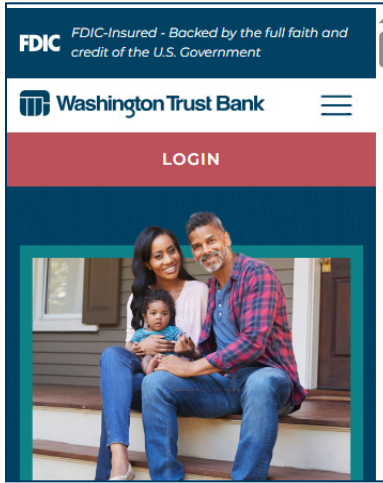 FDIC FDIC-Insured - Backed by the full faith and
credit of the U.S. Government
Washington Trust Bank
LOGIN